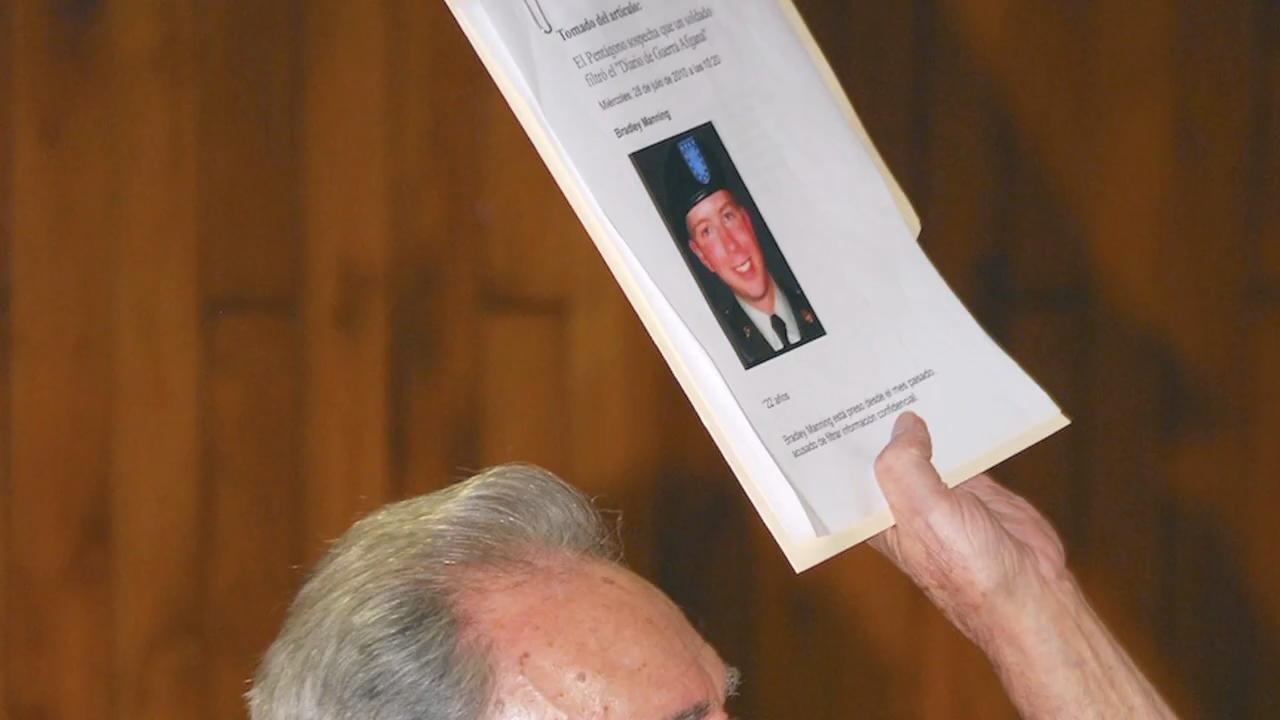 Tomado del artículo:
El Pentágono sospecha que un soldado
filtró el "Diario de Guerra Afgana"
Miércoles, 28 de julio de 2010 a las 10:20
Bradley Manning
"22 años
Bradley Manning está preso desde el mes pasado,
acusado de filtrar información confidencial.